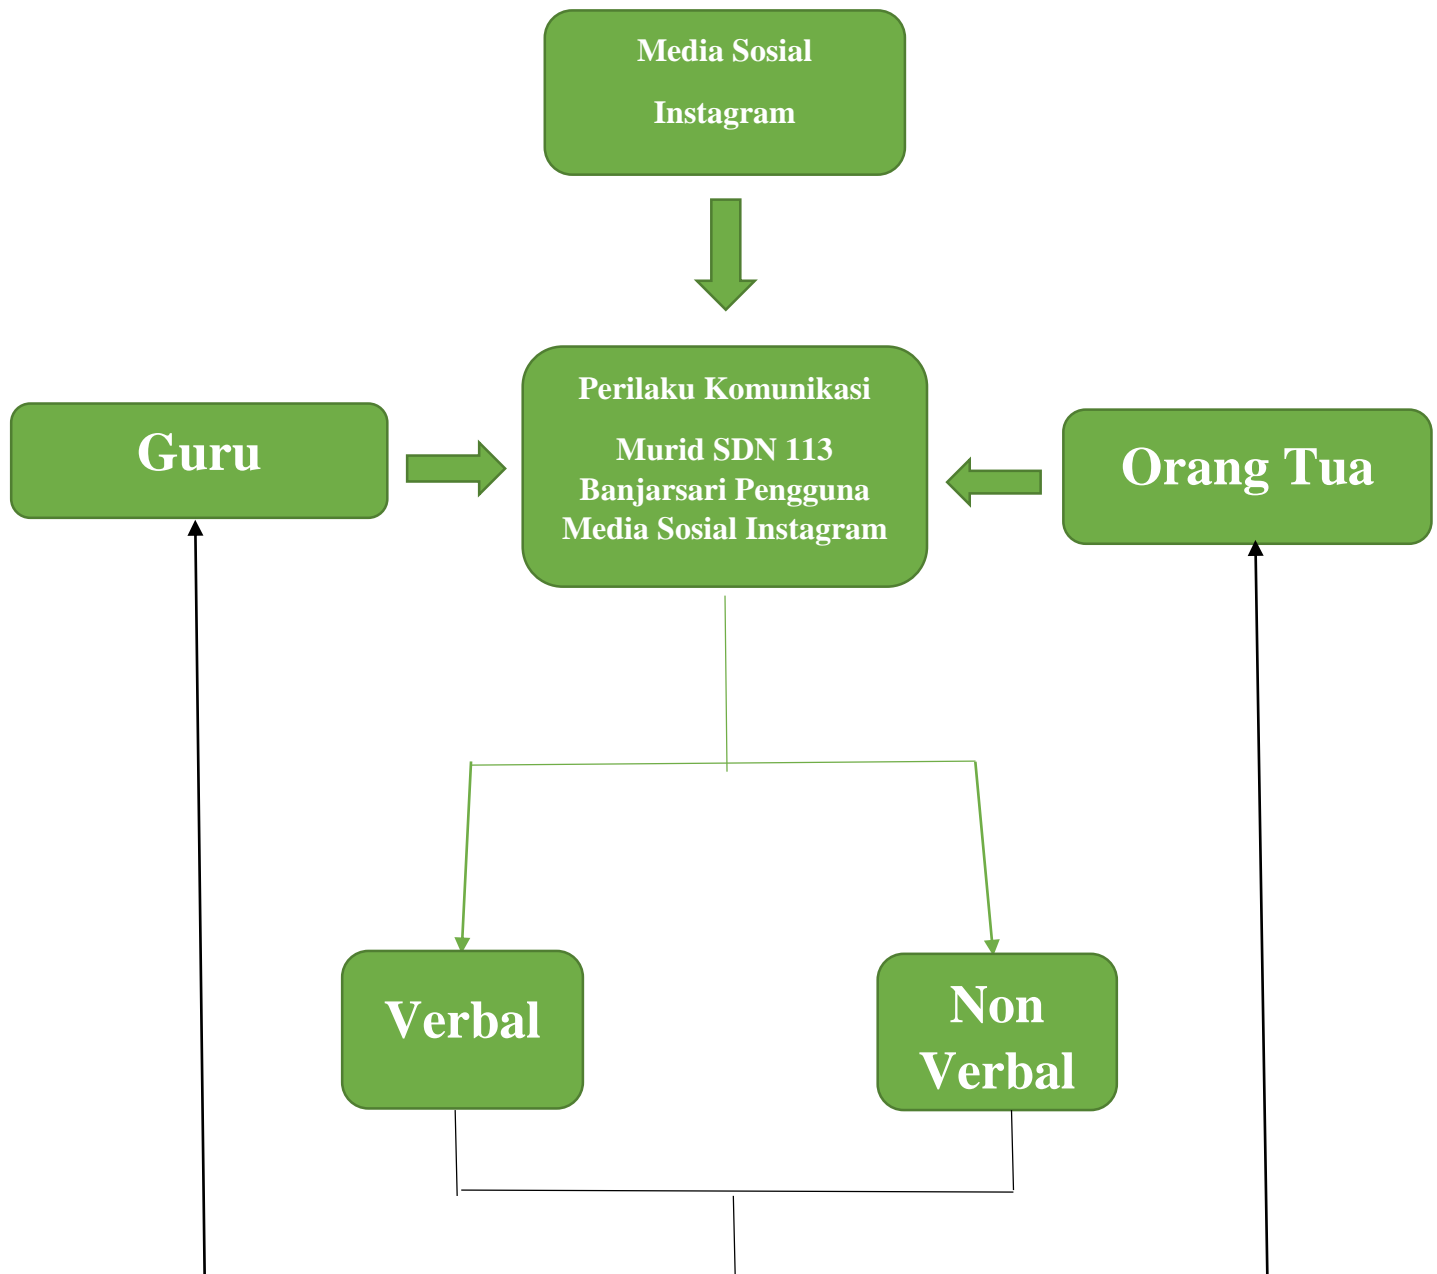 Media Sosial
Instagram
Perilaku Komunikasi
Murid SDN 113
Banjarsari Pengguna
Media Sosial Instagram
Guru
Orang Tua
Verbal
Non
Verbal